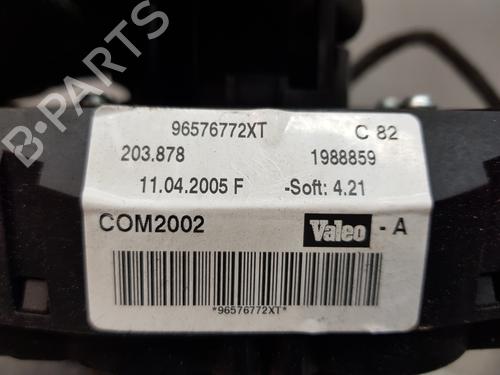 96576772XT C 82
203.878 1988859
11.04.2005 F -Soft: 4.21
COM2002 Valeo - A
*96576772XT*
B-PARTS